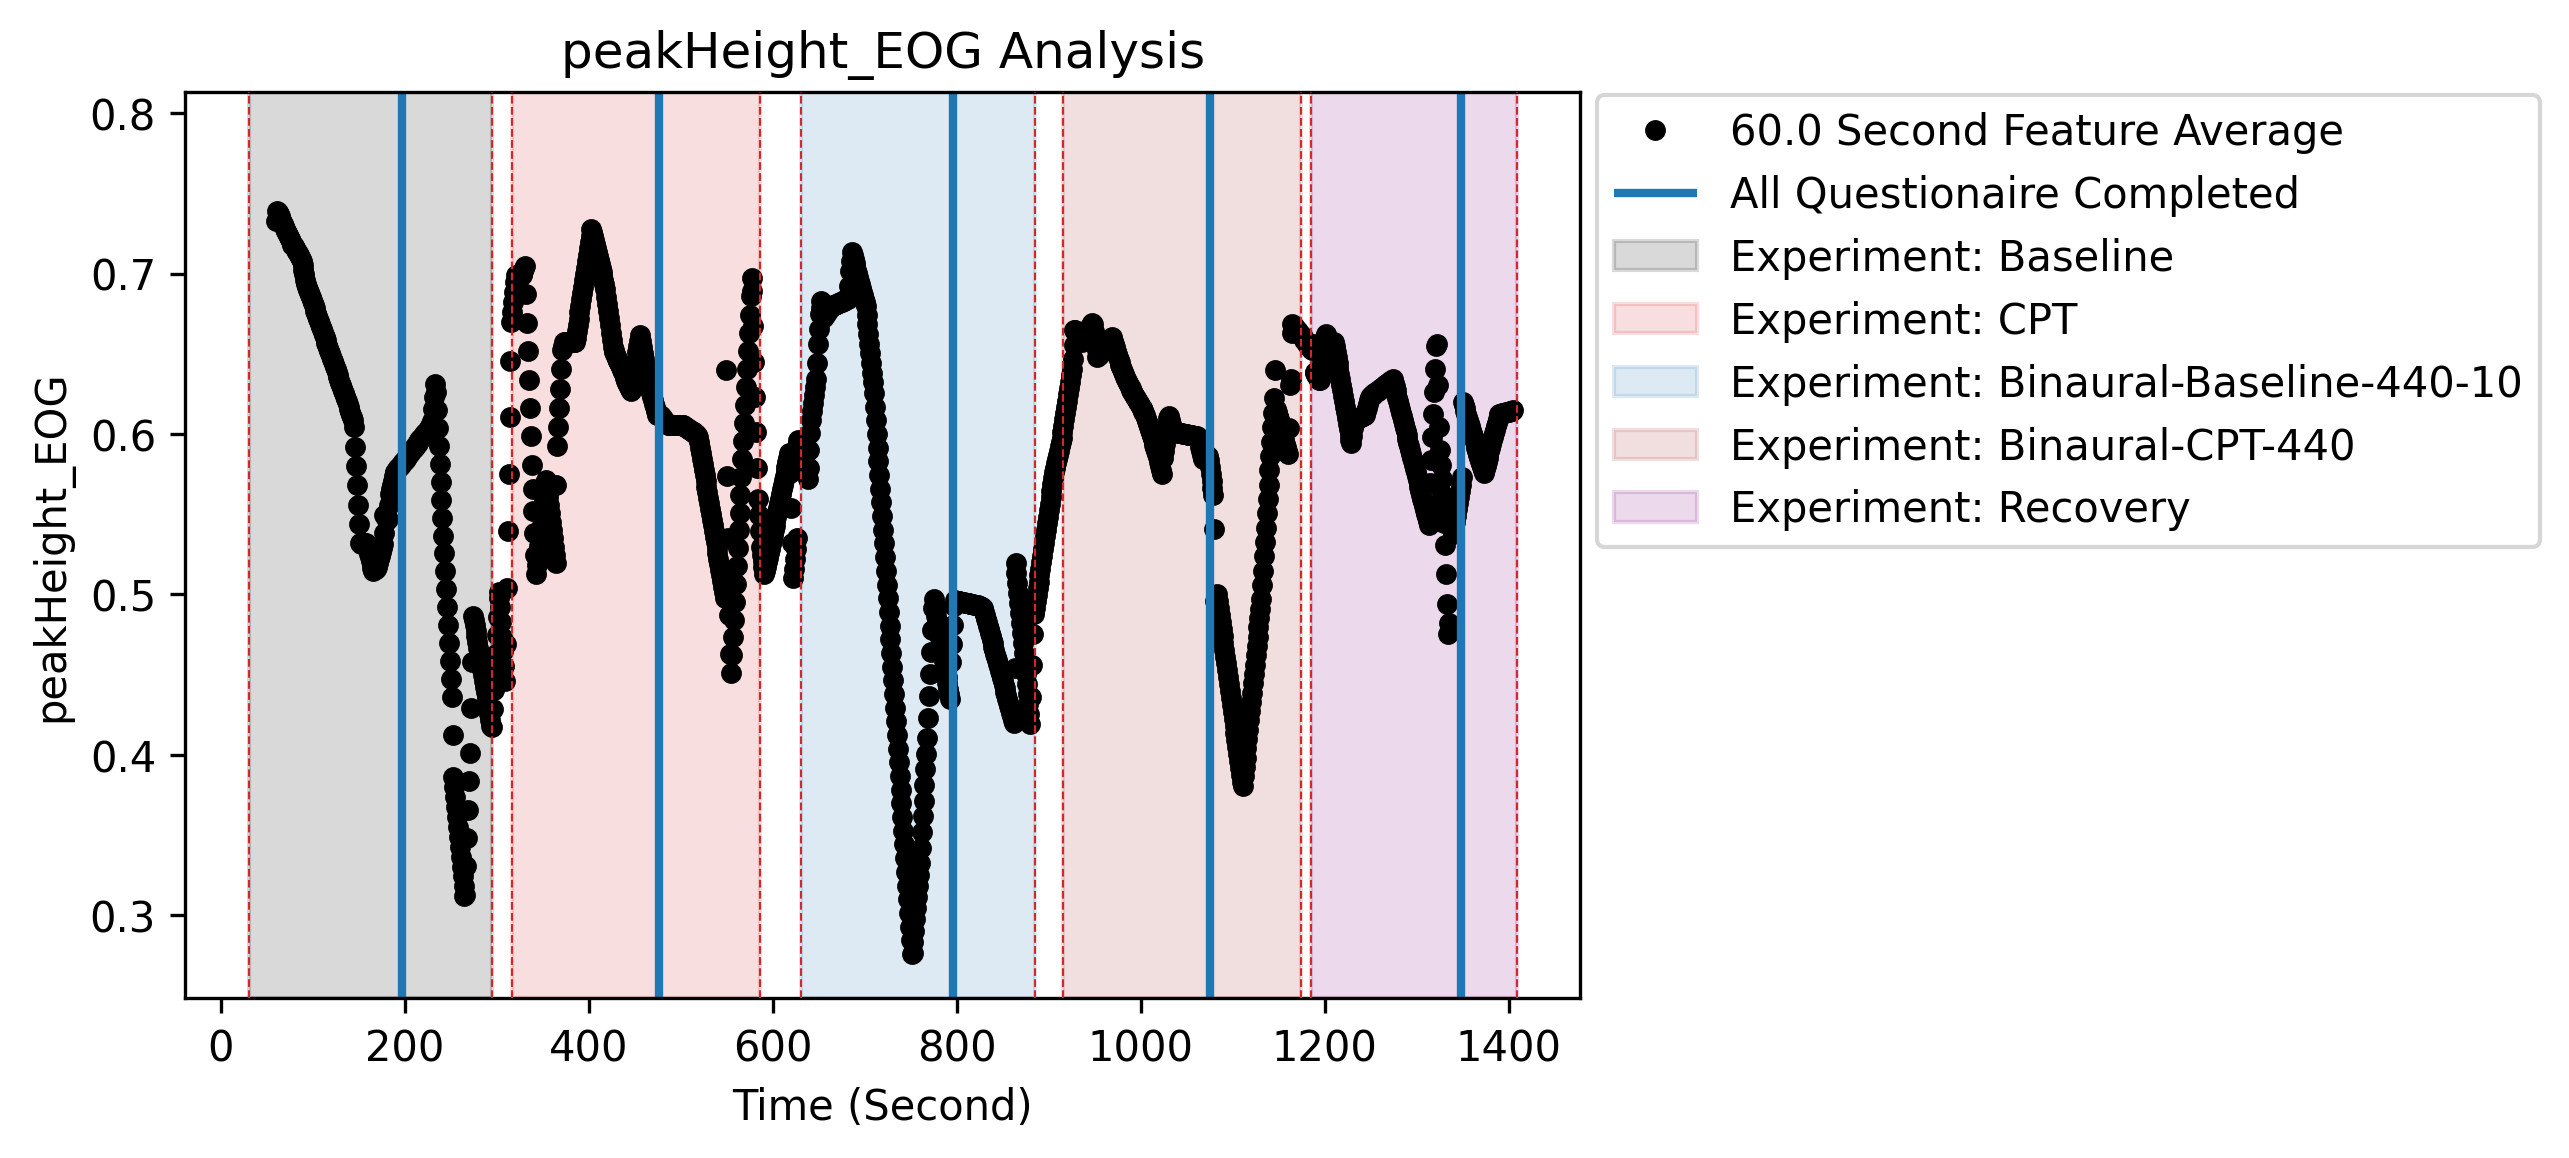 peakHeight_EOG Analysis
0.8
0.7
0.6
0.5
0.4
0.3
peakHeight_EOG
0 200 400 600 800 1000 1200 1400
Time (Second)
60.0 Second Feature Average
All Questionaire Completed
Experiment: Baseline
Experiment: CPT
Experiment: Binaural-Baseline-440-10
Experiment: Binaural-CPT-440
Experiment: Recovery